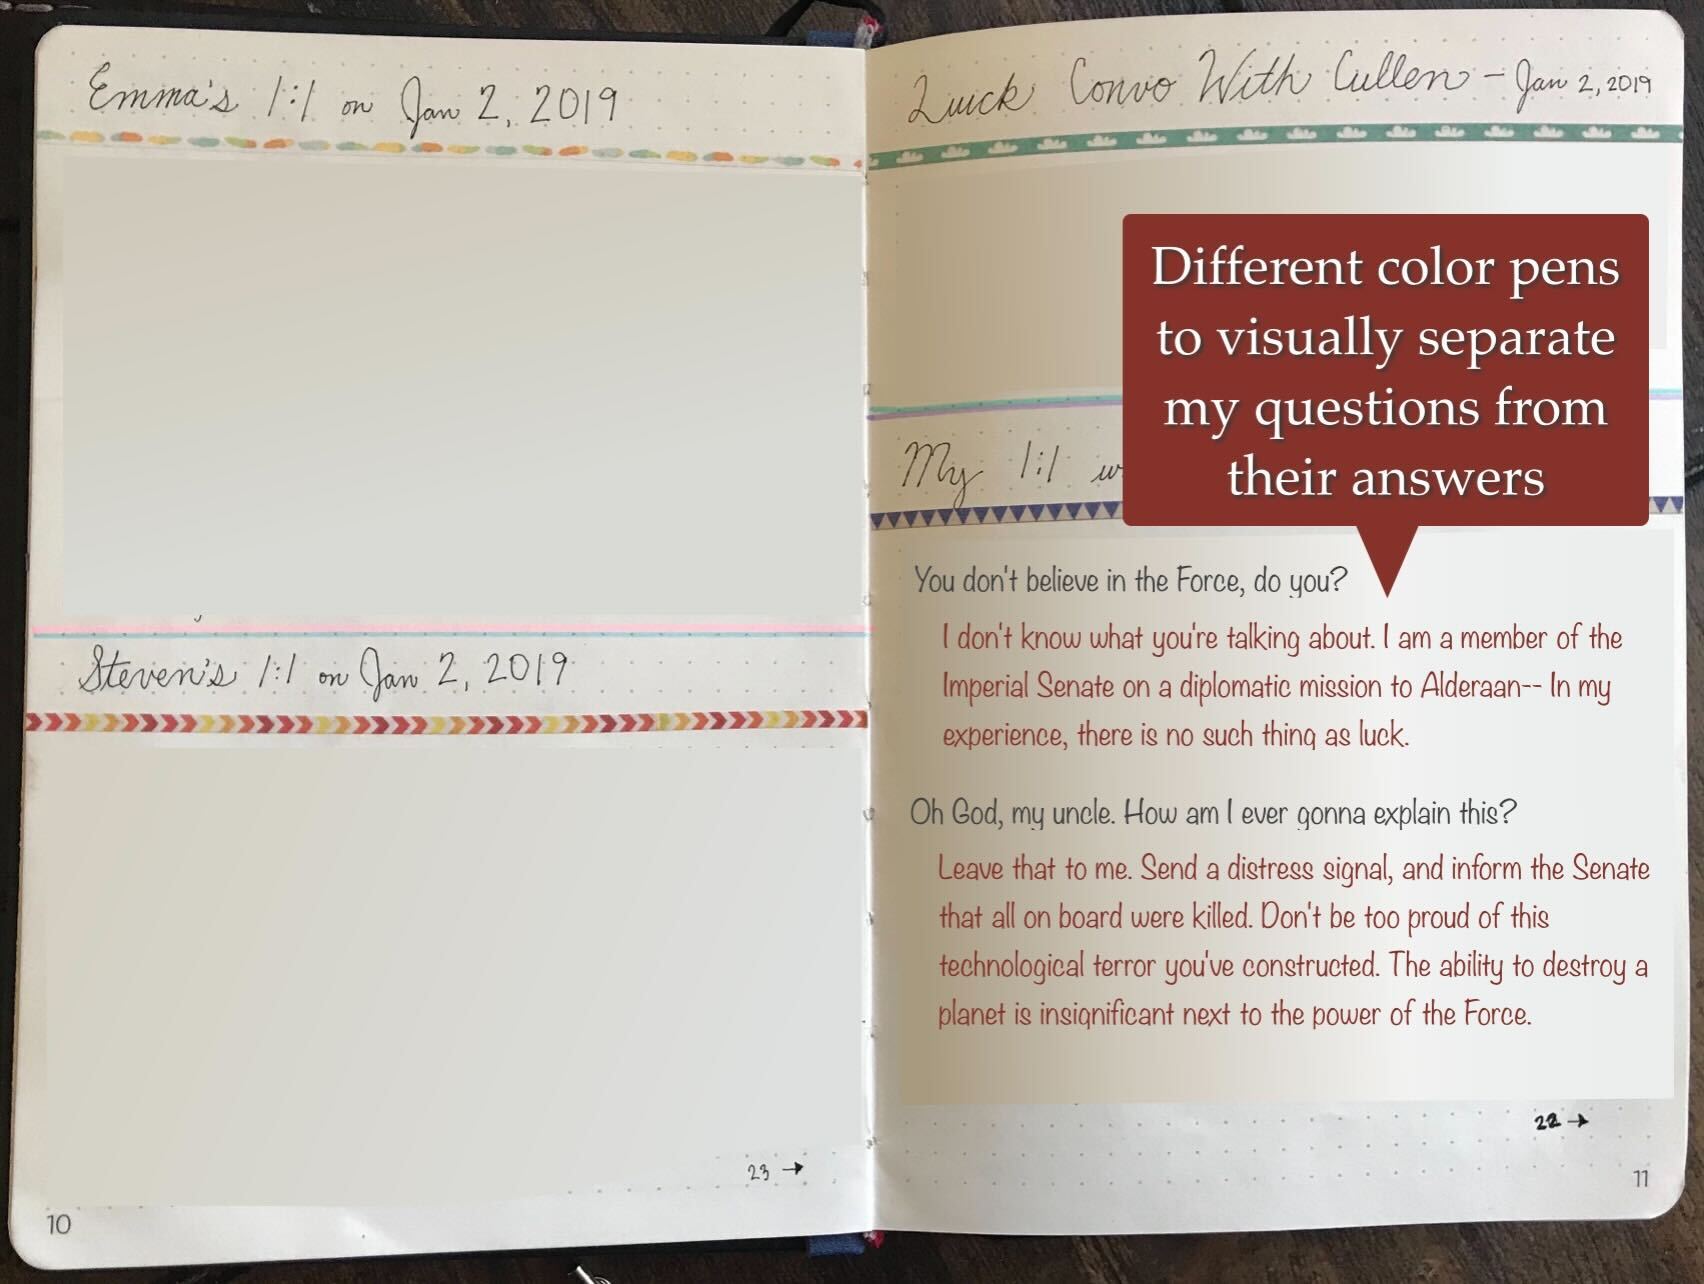 Emma's 1:1 on Jan 2, 2019
Steven's 1:1 on Jan 2, 2019
23 →
10
Quick Convo With Cullen - Jan 2, 2019
Different color pens
to visually separate
my questions from
their answers
My 1:1 w
You don't believe in the Force, do you?
I don't know what you're talking about. I am a member of the
Imperial Senate on a diplomatic mission to Alderaan-- In my
experience, there is no such thing as luck.
Oh God, my uncle. How am I ever gonna explain this?
Leave that to me. Send a distress signal, and inform the Senate
that all on board were killed. Don't be too proud of this
technological terror you've constructed. The ability to destroy a
planet is insignificant next to the power of the Force.
22 →
11